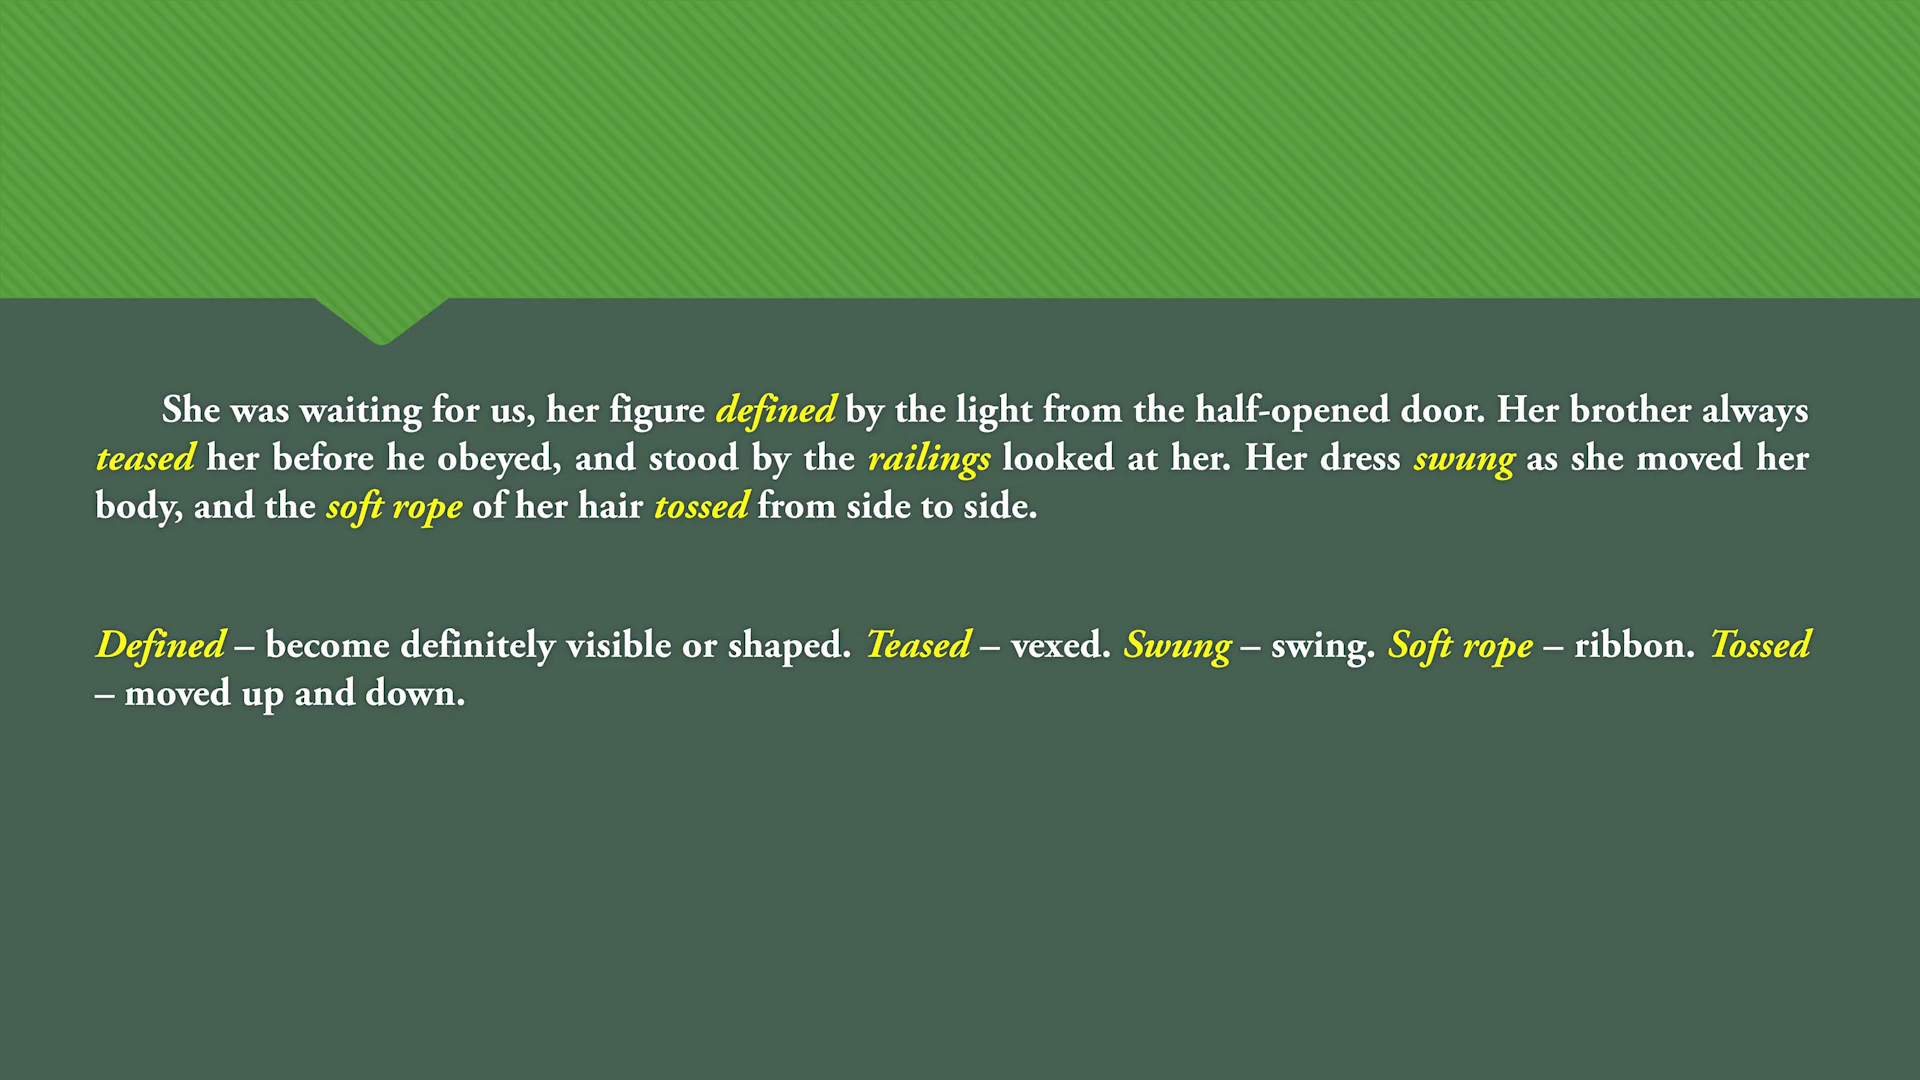 She was waiting for us, her figure defined by the light from the half-opened door. Her brother always
teased her before he obeyed, and stood by the railings looked at her. Her dress swung as she moved her
body, and the soft rope of her hair tossed from side to side.
Defined – become definitely visible or shaped. Teased – vexed. Swung – swing. Soft rope – ribbon. Tossed
– moved up and down.